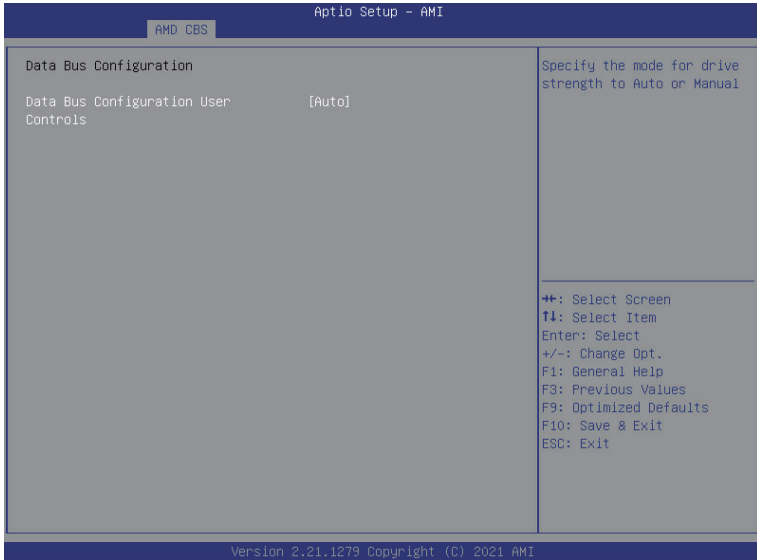 Aptio Setup - AMI
AMD CBS
Data Bus Configuration
Data Bus Configuration User [Auto]
Controls
Specify the mode for drive
strength to Auto or Manual
→←: Select Screen
↑↓: Select Item
Enter: Select
+/-: Change Opt.
F1: General Help
F3: Previous Values
F9: Optimized Defaults
F10: Save & Exit
ESC: Exit
Version 2.21.1279 Copyright (C) 2021 AMI